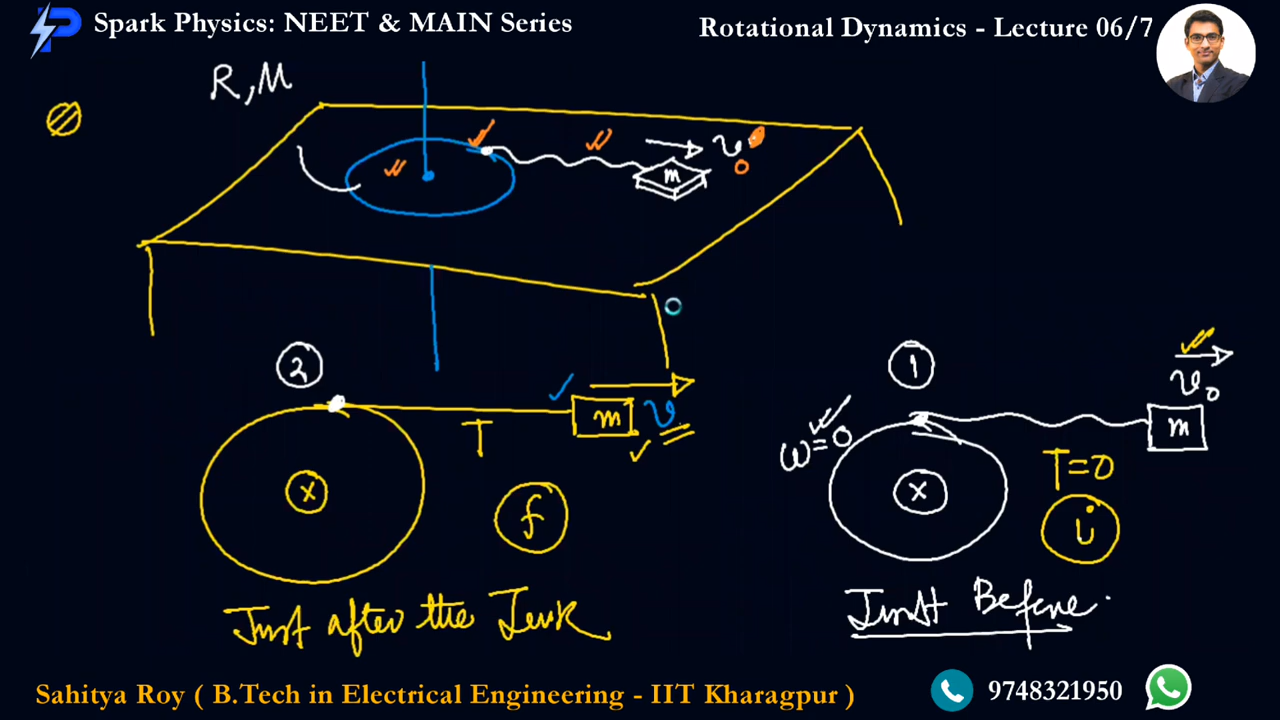 Spark Physics: NEET & MAIN Series
Rotational Dynamics - Lecture 06/7
R, M
v₀
m
2
1
v₀
m
v
T
m
ω=0
T=0
x
x
f
i
Just after the Jerk
Just Before.
Sahitya Roy ( B.Tech in Electrical Engineering - IIT Kharagpur )
9748321950